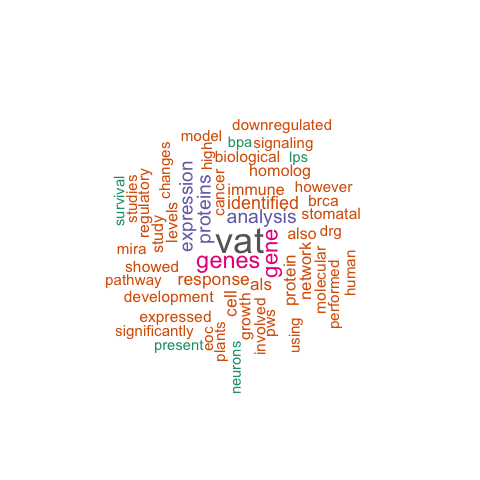 downregulated
model
bpa
signaling
high
biological
lps
changes
homolog
cancer
survival
studies
regulatory
expression
proteins
immune
however
identified
brca
levels
analysis
stomatal
study
vat
gene
also
drg
mira
genes
network
showed
protein
molecular
human
pathway
response
als
performed
development
cell
growth
involved
pws
expressed
significantly
eoc
plants
using
present
neurons